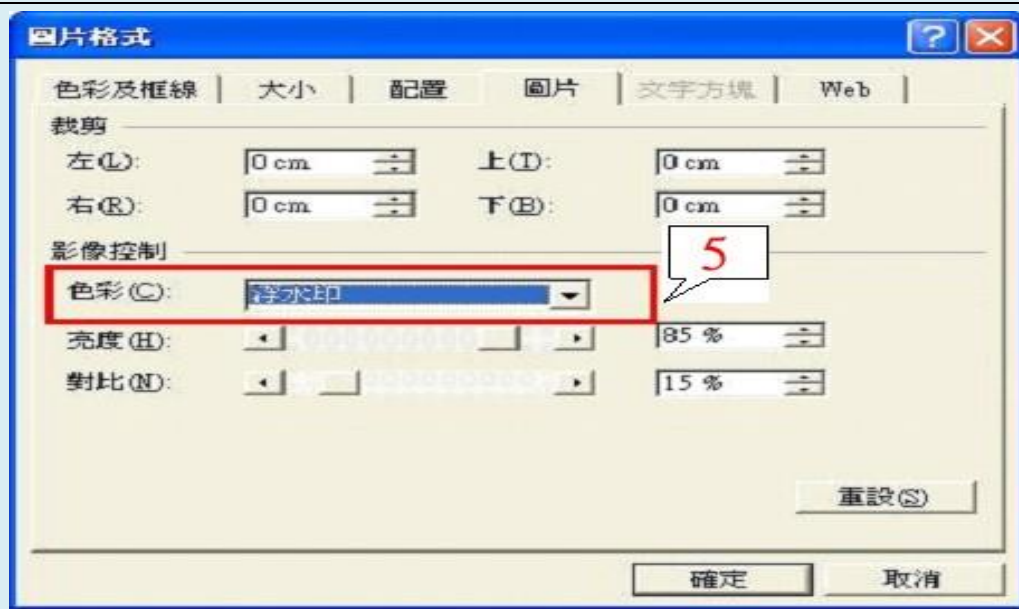 圖片格式
色彩及框線 大小 配置 圖片 文字方塊 Web
裁剪
左(L): 0 cm 上(T): 0 cm
右(R): 0 cm 下(B): 0 cm
影像控制
5
色彩(C): 浮水印
亮度(H): 85 %
對比(N): 15 %
重設(S)
確定 取消